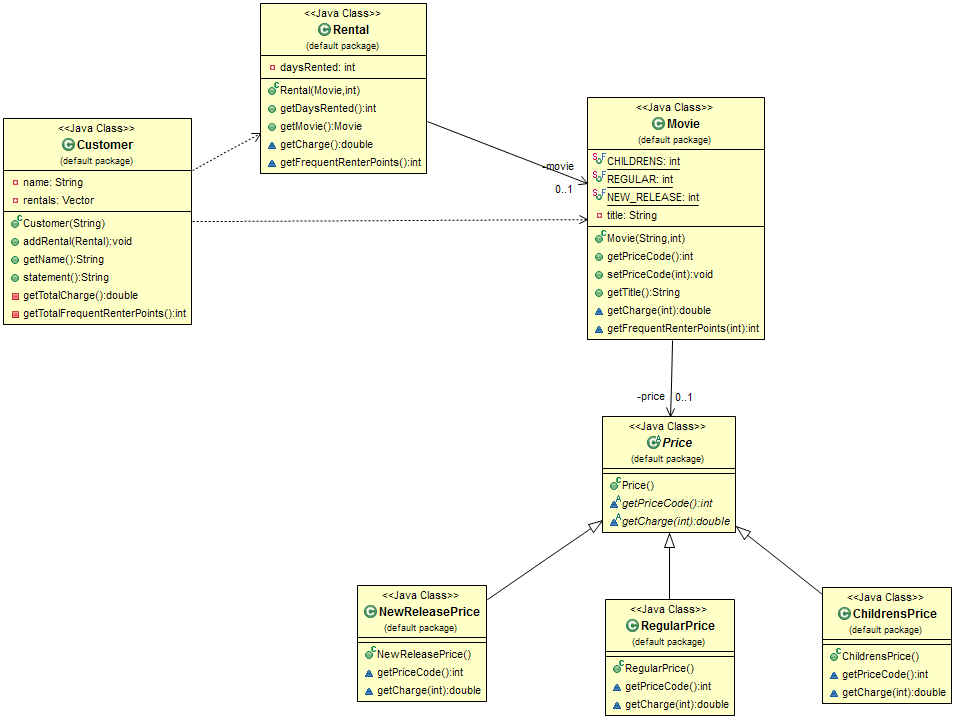 <<Java Class>>
Rental
(default package)
daysRented: int
Rental(Movie,int)
getDaysRented():int
getMovie():Movie
getCharge():double
getFrequentRenterPoints():int
<<Java Class>>
Customer
(default package)
name: String
rentals: Vector
Customer(String)
addRental(Rental):void
getName():String
statement():String
getTotalCharge():double
getTotalFrequentRenterPoints():int
-movie
0..1
<<Java Class>>
Movie
(default package)
CHILDRENS: int
REGULAR: int
NEW_RELEASE: int
title: String
Movie(String,int)
getPriceCode():int
setPriceCode(int):void
getTitle():String
getCharge(int):double
getFrequentRenterPoints(int):int
-price
0..1
<<Java Class>>
Price
(default package)
Price()
getPriceCode():int
getCharge(int):double
<<Java Class>>
NewReleasePrice
(default package)
NewReleasePrice()
getPriceCode():int
getCharge(int):double
<<Java Class>>
RegularPrice
(default package)
RegularPrice()
getPriceCode():int
getCharge(int):double
<<Java Class>>
ChildrensPrice
(default package)
ChildrensPrice()
getPriceCode():int
getCharge(int):double